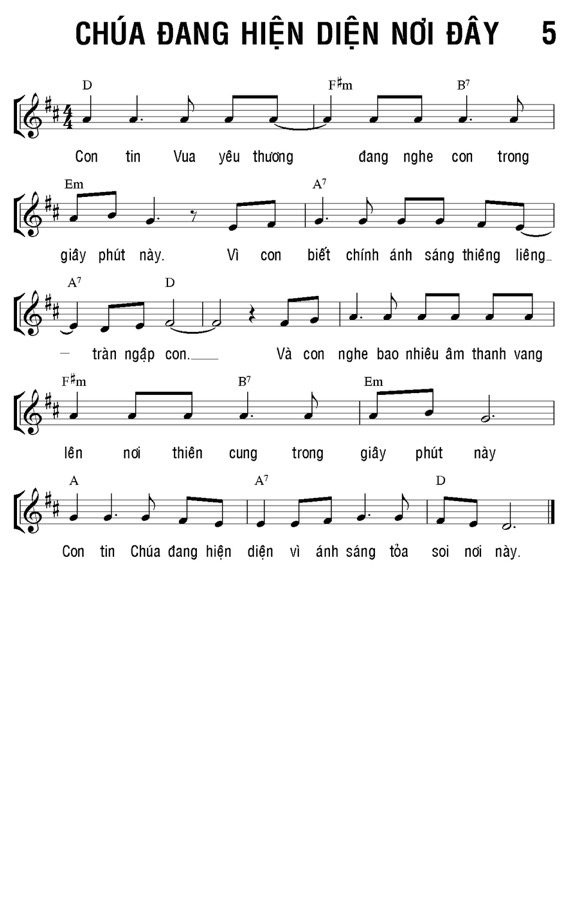 CHÚA ĐANG HIỆN DIỆN NƠI ĐÂY 5
D F#m B7
4/4
Con tin Vua yêu thương đang nghe con trong
Em A7
giây phút này. Vì con biết chính ánh sáng thiêng liêng
A7 D
tràn ngập con. Và con nghe bao nhiêu âm thanh vang
F#m B7 Em
lên nơi thiên cung trong giây phút này
A A7 D
Con tin Chúa đang hiện diện vì ánh sáng tỏa soi nơi này.